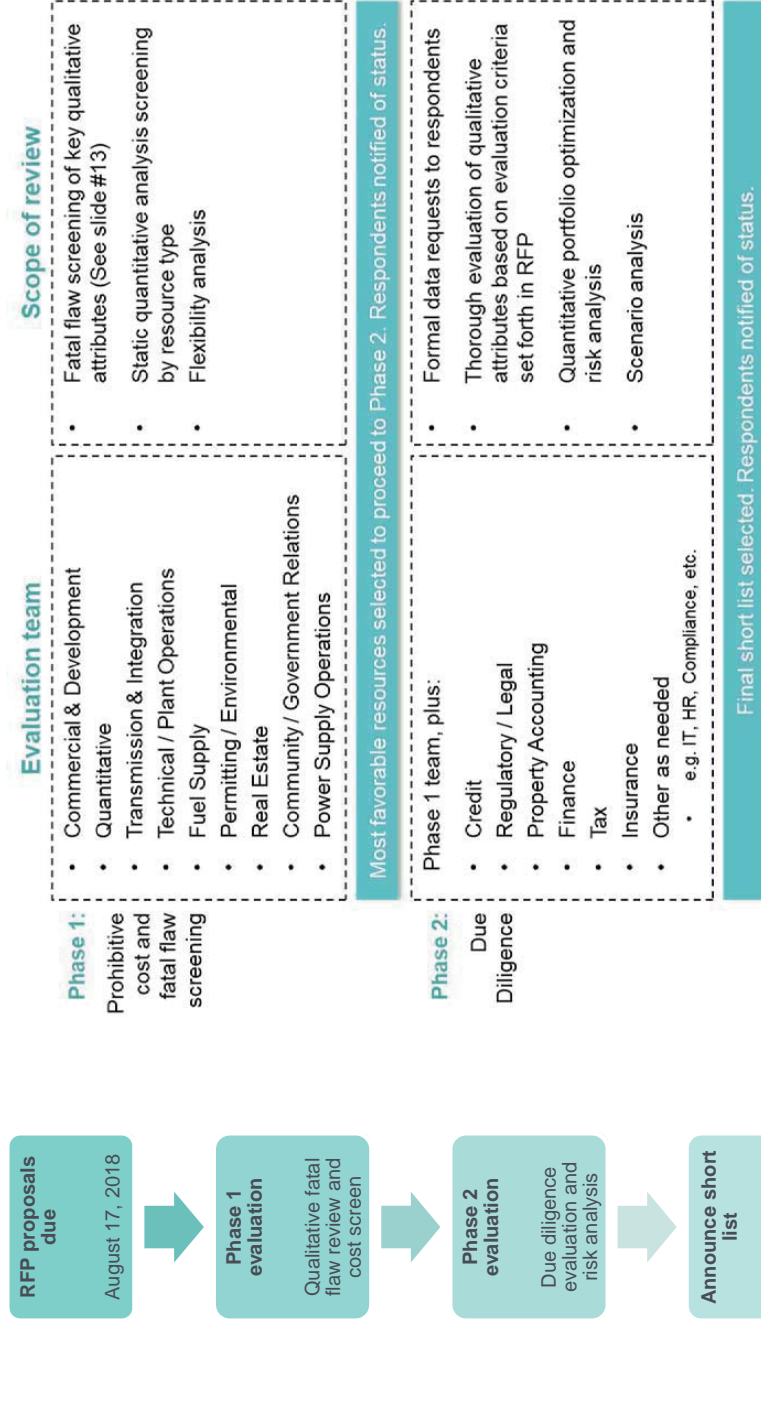 RFP proposals
due
August 17, 2018
Phase 1
evaluation
Qualitative fatal
flaw review and
cost screen
Phase 2
evaluation
Due diligence
evaluation and
risk analysis
Announce short
list
Evaluation team
Scope of review
Phase 1:
Prohibitive
cost and
fatal flaw
screening
• Commercial & Development
• Quantitative
• Transmission & Integration
• Technical / Plant Operations
• Fuel Supply
• Permitting / Environmental
• Real Estate
• Community / Government Relations
• Power Supply Operations
• Fatal flaw screening of key qualitative
attributes (See slide #13)
• Static quantitative analysis screening
by resource type
• Flexibility analysis
Most favorable resources selected to proceed to Phase 2. Respondents notified of status.
Phase 2:
Due
Diligence
Phase 1 team, plus:
• Credit
• Regulatory / Legal
• Property Accounting
• Finance
• Tax
• Insurance
• Other as needed
• e.g. IT, HR, Compliance, etc.
• Formal data requests to respondents
• Thorough evaluation of qualitative
attributes based on evaluation criteria
set forth in RFP
• Quantitative portfolio optimization and
risk analysis
• Scenario analysis
Final short list selected. Respondents notified of status.